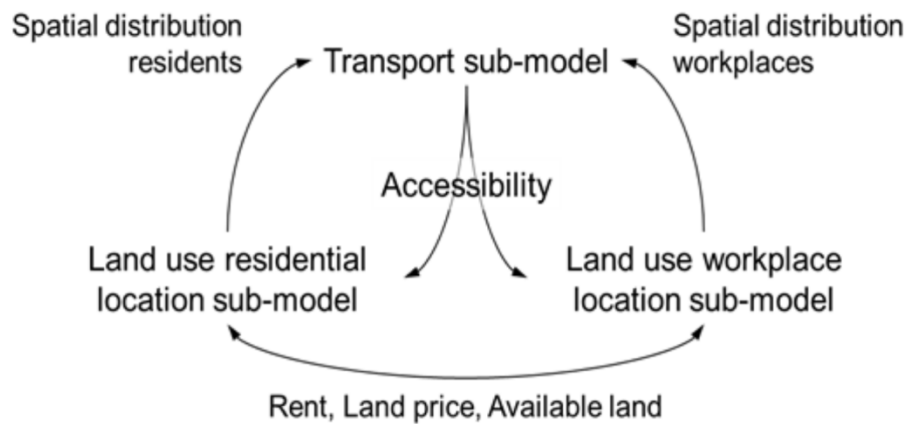 Spatial distribution
residents
Transport sub-model
Spatial distribution
workplaces
Accessibility
Land use residential
location sub-model
Land use workplace
location sub-model
Rent, Land price, Available land